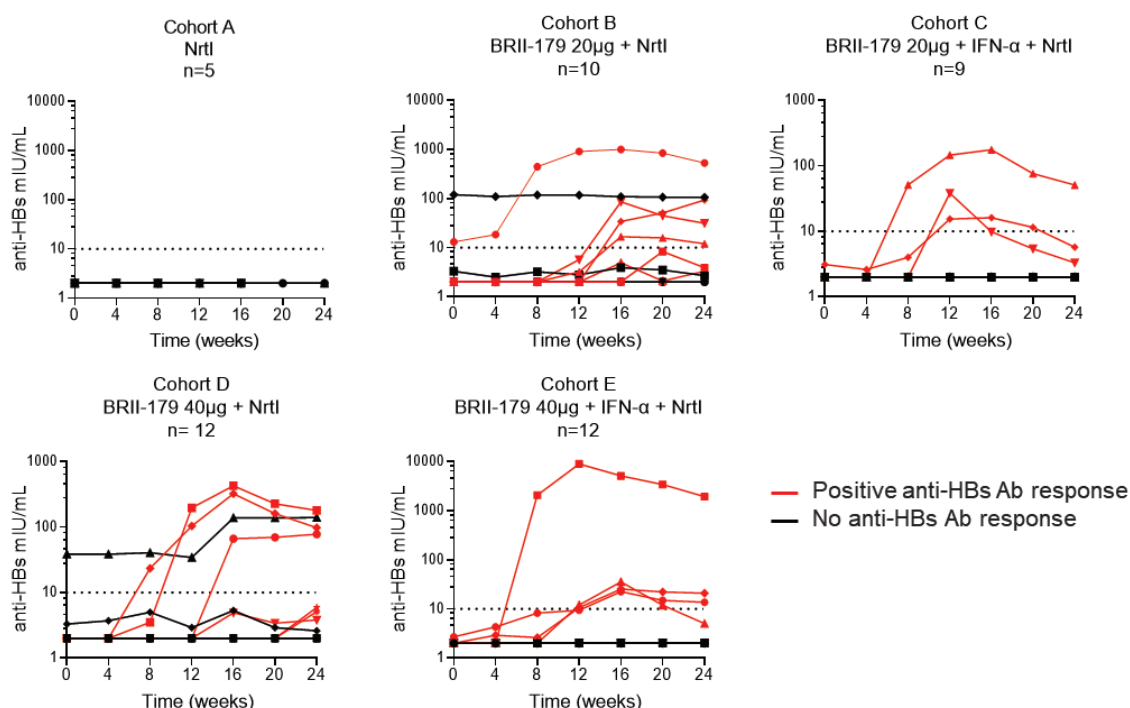 Cohort A
NrtI
n=5
anti-HBs mIU/mL
10000
1000
100
10
1
0 4 8 12 16 20 24
Time (weeks)
Cohort B
BRII-179 20µg + NrtI
n=10
anti-HBs mIU/mL
10000
1000
100
10
1
0 4 8 12 16 20 24
Time (weeks)
Cohort C
BRII-179 20µg + IFN-α + NrtI
n=9
anti-HBs mIU/mL
1000
100
10
1
0 4 8 12 16 20 24
Time (weeks)
Cohort D
BRII-179 40µg + NrtI
n= 12
anti-HBs mIU/mL
1000
100
10
1
0 4 8 12 16 20 24
Time (weeks)
Cohort E
BRII-179 40µg + IFN-α + NrtI
n=12
anti-HBs mIU/mL
10000
1000
100
10
1
0 4 8 12 16 20 24
Time (weeks)
Positive anti-HBs Ab response
No anti-HBs Ab response